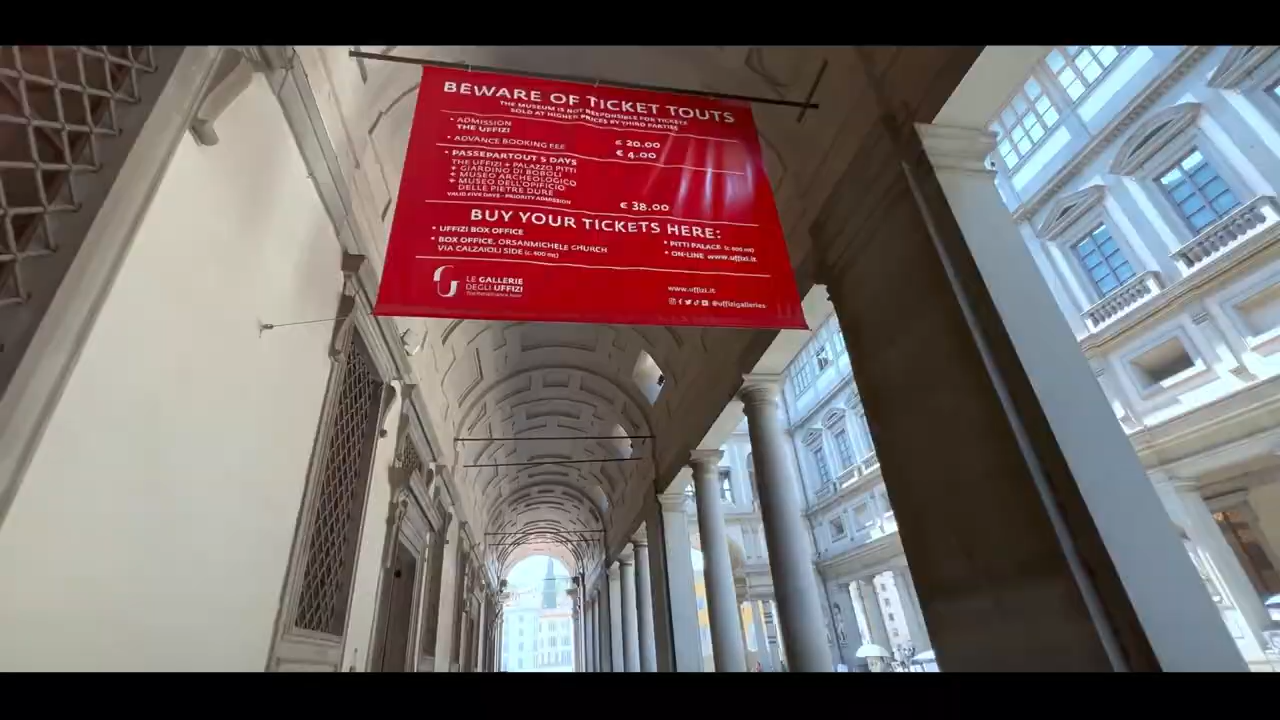 BEWARE OF TICKET TOUTS
THE MUSEUM IS NOT RESPONSIBLE FOR TICKETS
SOLD AT HIGHER PRICES BY THIRD PARTIES
• ADMISSION
THE UFFIZI
€ 20.00
• ADVANCE BOOKING FEE
€ 4.00
• PASSEPARTOUT 5 DAYS
THE UFFIZI + PALAZZO PITTI
+ GIARDINO DI BOBOLI
+ MUSEO ARCHEOLOGICO
+ MUSEO DELL'OPIFICIO
DELLE PIETRE DURE
VALID FIVE DAYS - PRIORITY ADMISSION
€ 38.00
BUY YOUR TICKETS HERE:
• UFFIZI BOX OFFICE
• BOX OFFICE, ORSANMICHELE CHURCH
VIA CALZAIOLI SIDE (c. 600 mt)
• PITTI PALACE (c. 600 mt)
• ON-LINE www.uffizi.it
LE GALLERIE
DEGLI UFFIZI
www.uffizi.it
@uffizigalleries